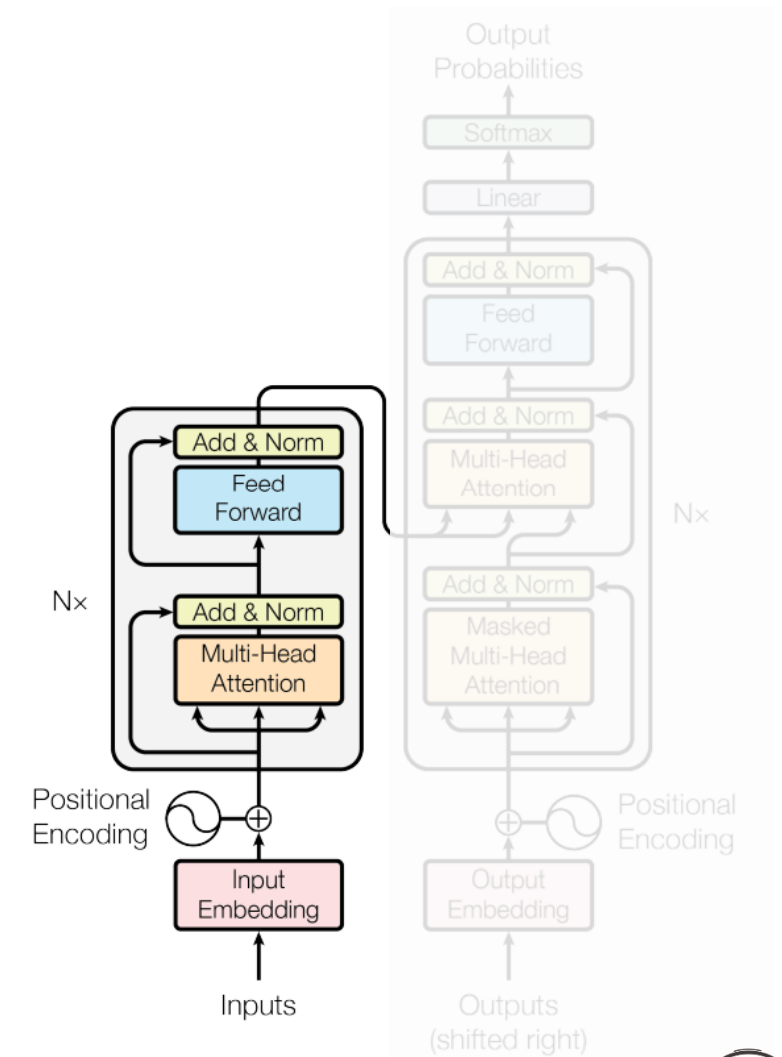 Output
Probabilities
Softmax
Linear
Add & Norm
Feed
Forward
Add & Norm
Multi-Head
Attention
Nx
Add & Norm
Masked
Multi-Head
Attention
Positional
Encoding
Output
Embedding
Outputs
(shifted right)
Add & Norm
Feed
Forward
Nx
Add & Norm
Multi-Head
Attention
Positional
Encoding
Input
Embedding
Inputs